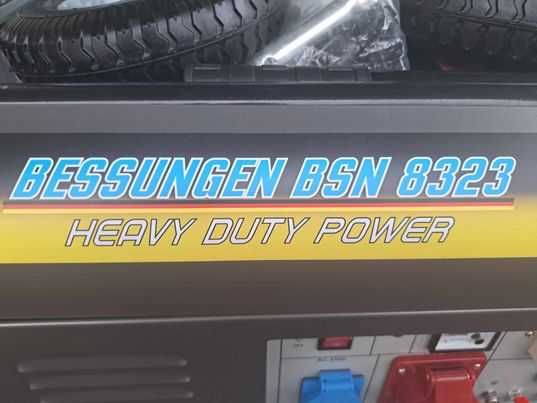 BESSUNGEN BSN 8323
HEAVY DUTY POWER